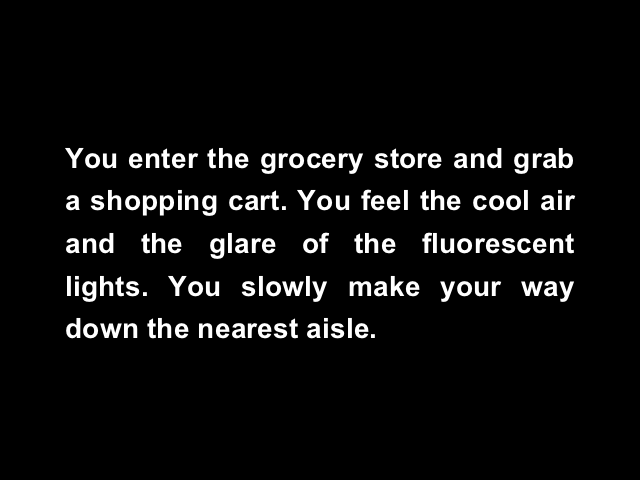 You enter the grocery store and grab
a shopping cart. You feel the cool air
and the glare of the fluorescent
lights. You slowly make your way
down the nearest aisle.